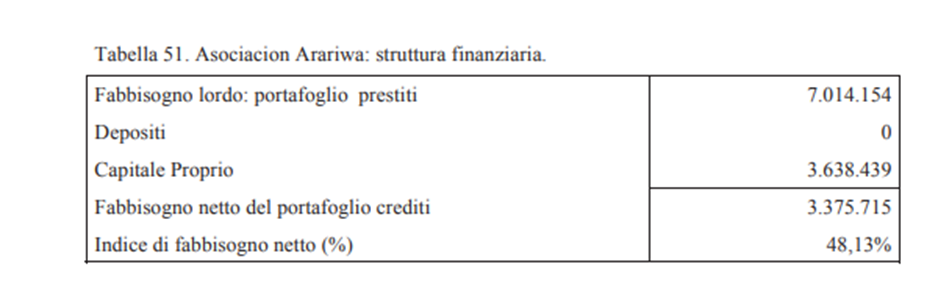 Tabella 51. Asociacion Arariwa: struttura finanziaria.
Fabbisogno lordo: portafoglio prestiti 7.014.154
Depositi 0
Capitale Proprio 3.638.439
Fabbisogno netto del portafoglio crediti 3.375.715
Indice di fabbisogno netto (%) 48,13%